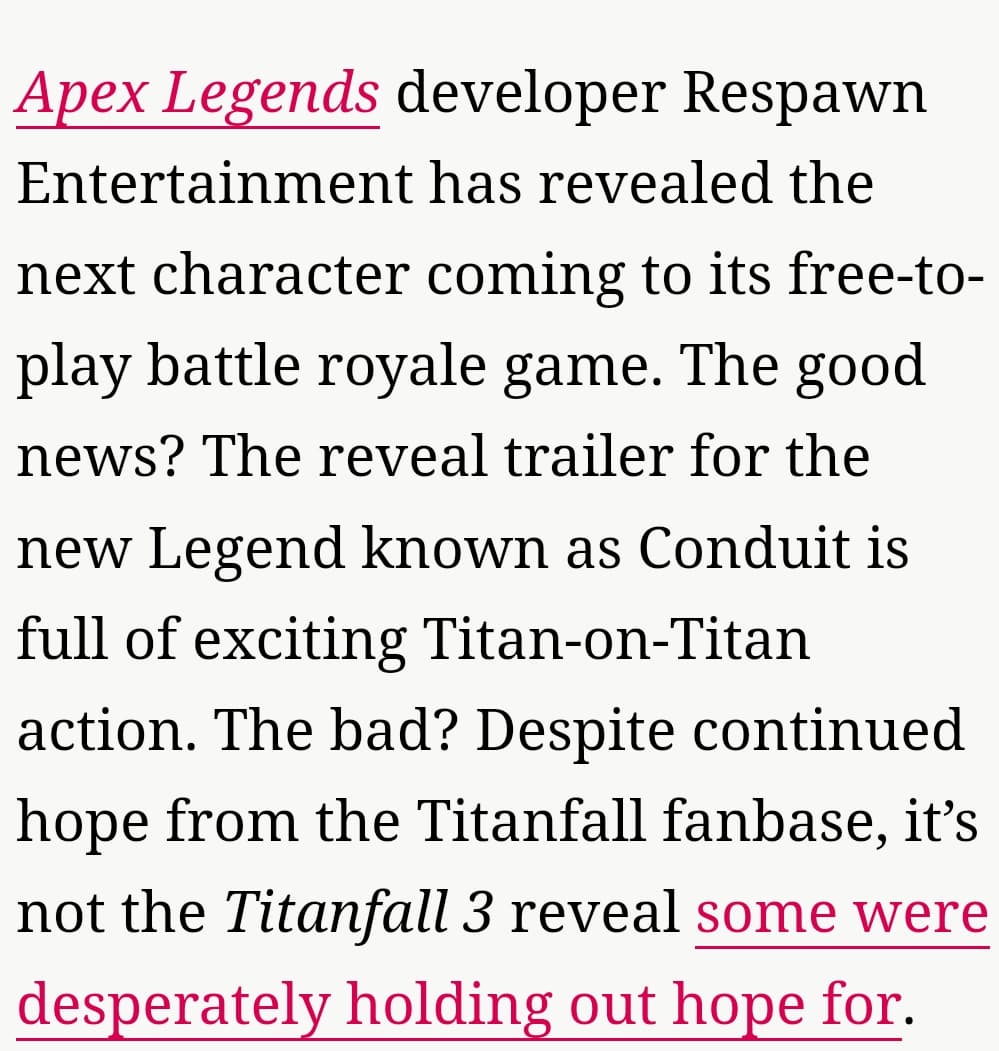 Apex Legends developer Respawn
Entertainment has revealed the
next character coming to its free-to-
play battle royale game. The good
news? The reveal trailer for the
new Legend known as Conduit is
full of exciting Titan-on-Titan
action. The bad? Despite continued
hope from the Titanfall fanbase, it’s
not the Titanfall 3 reveal some were
desperately holding out hope for.